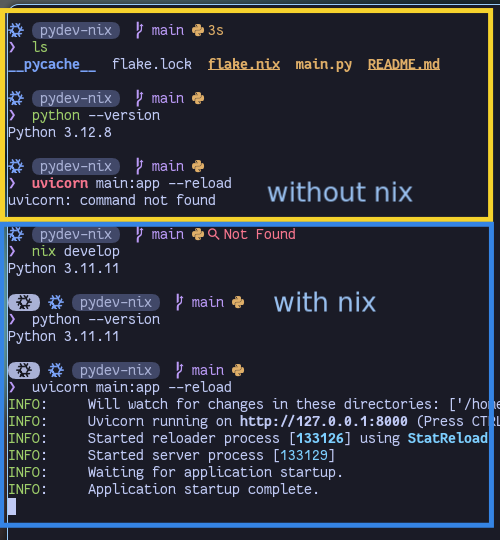 pydev-nix main 3s
❯ ls
__pycache__ flake.lock flake.nix main.py README.md
pydev-nix main
❯ python --version
Python 3.12.8
pydev-nix main
❯ uvicorn main:app --reload
uvicorn: command not found
without nix
pydev-nix main Not Found
❯ nix develop
Python 3.11.11
with nix
pydev-nix main
❯ python --version
Python 3.11.11
pydev-nix main
❯ uvicorn main:app --reload
INFO: Will watch for changes in these directories: ['/home
INFO: Uvicorn running on http://127.0.0.1:8000 (Press CTRL
INFO: Started reloader process [133126] using StatReload
INFO: Started server process [133129]
INFO: Waiting for application startup.
INFO: Application startup complete.